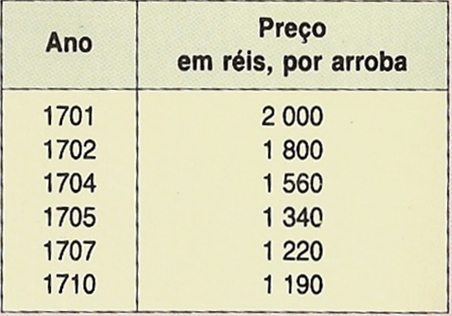 Ano Preço
em réis, por arroba
1701 2 000
1702 1 800
1704 1 560
1705 1 340
1707 1 220
1710 1 190